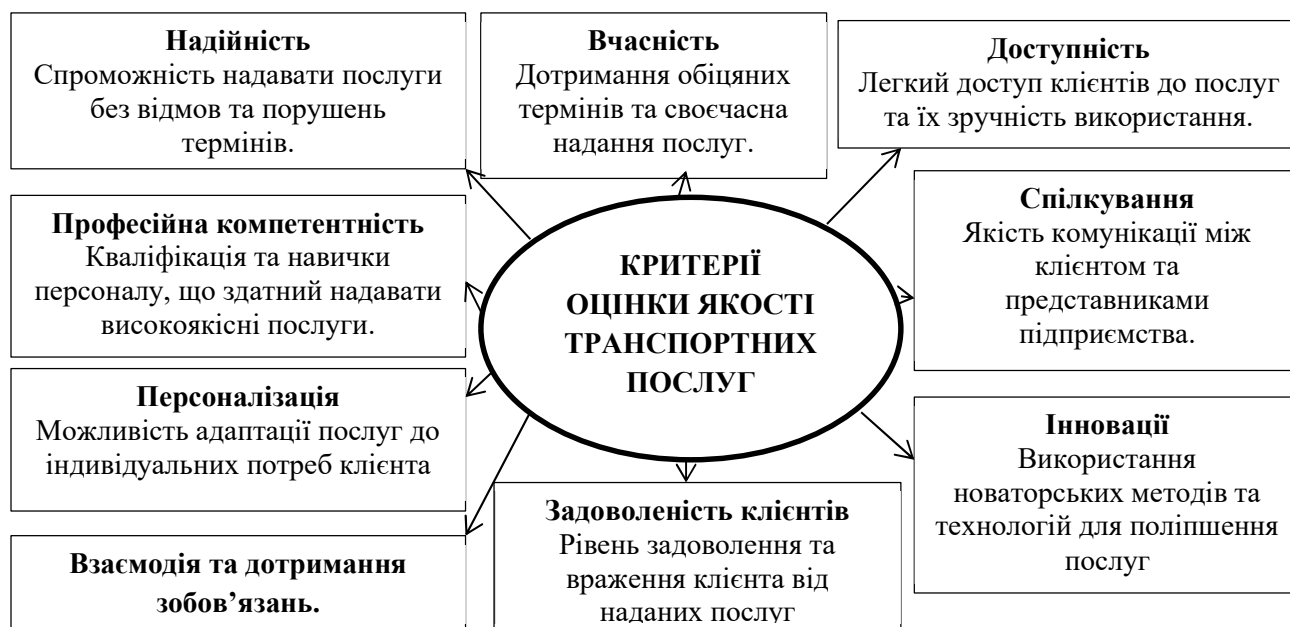 Надійність
Спроможність надавати послуги
без відмов та порушень
термінів.
Вчасність
Дотримання обіцяних
термінів та своєчасна
надання послуг.
Доступність
Легкий доступ клієнтів до послуг
та їх зручність використання.
Професійна компетентність
Кваліфікація та навички
персоналу, що здатний надавати
високоякісні послуги.
КРИТЕРІЇ
ОЦІНКИ ЯКОСТІ
ТРАНСПОРТНИХ
ПОСЛУГ
Спілкування
Якість комунікації між
клієнтом та
представниками
підприємства.
Персоналізація
Можливість адаптації послуг до
індивідуальних потреб клієнта
Інновації
Використання
новаторських методів та
технологій для поліпшення
послуг
Взаємодія та дотримання
зобов’язань.
Задоволеність клієнтів
Рівень задоволення та
враження клієнта від
наданих послуг